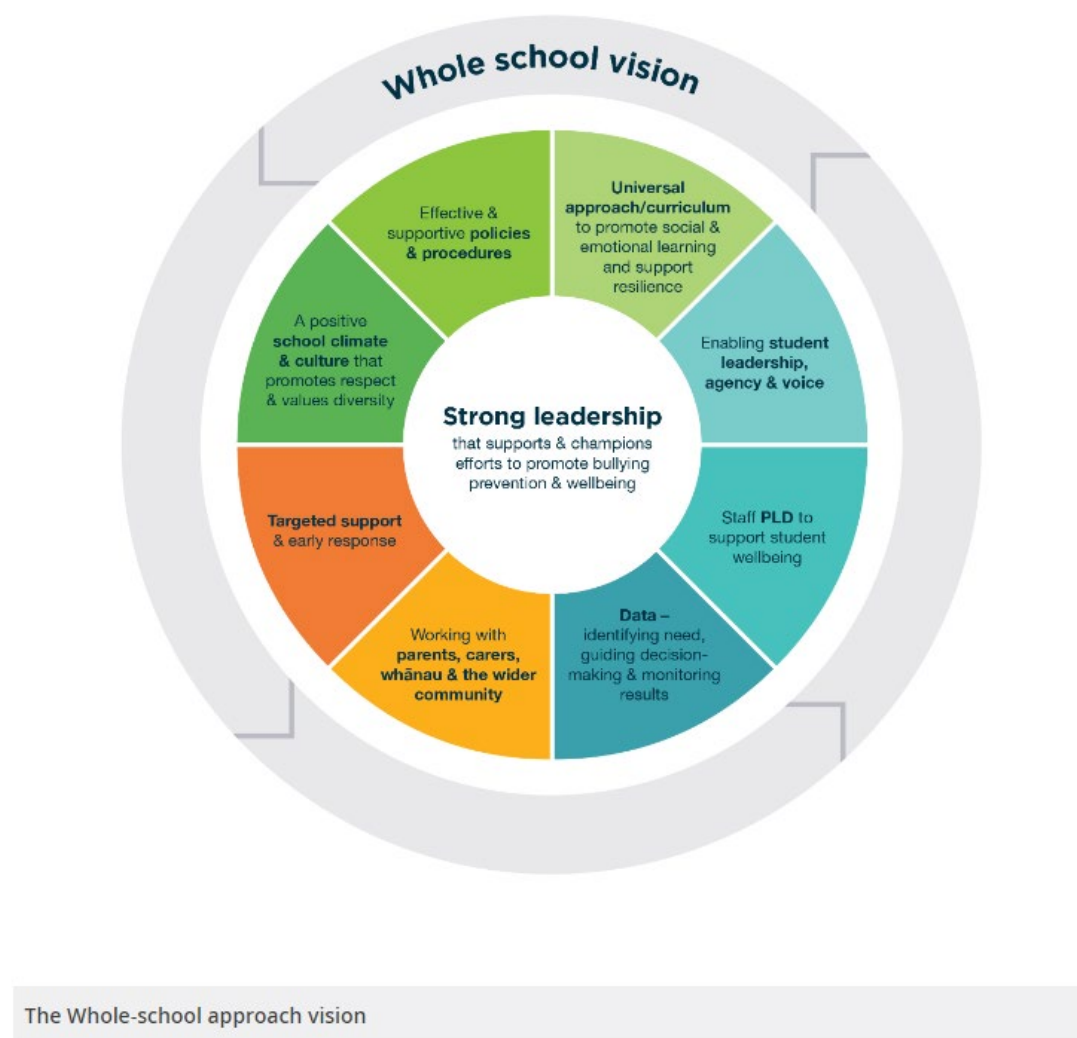 Whole school vision
Universal
approach/curriculum
to promote social &
emotional learning
and support
resilience
Enabling student
leadership,
agency & voice
Staff PLD to
support student
wellbeing
Data –
identifying need,
guiding decision-
making & monitoring
results
Working with
parents, carers,
whānau & the wider
community
Targeted support
& early response
A positive
school climate
& culture that
promotes respect
& values diversity
Effective &
supportive policies
& procedures
Strong leadership
that supports & champions
efforts to promote bullying
prevention & wellbeing
The Whole-school approach vision